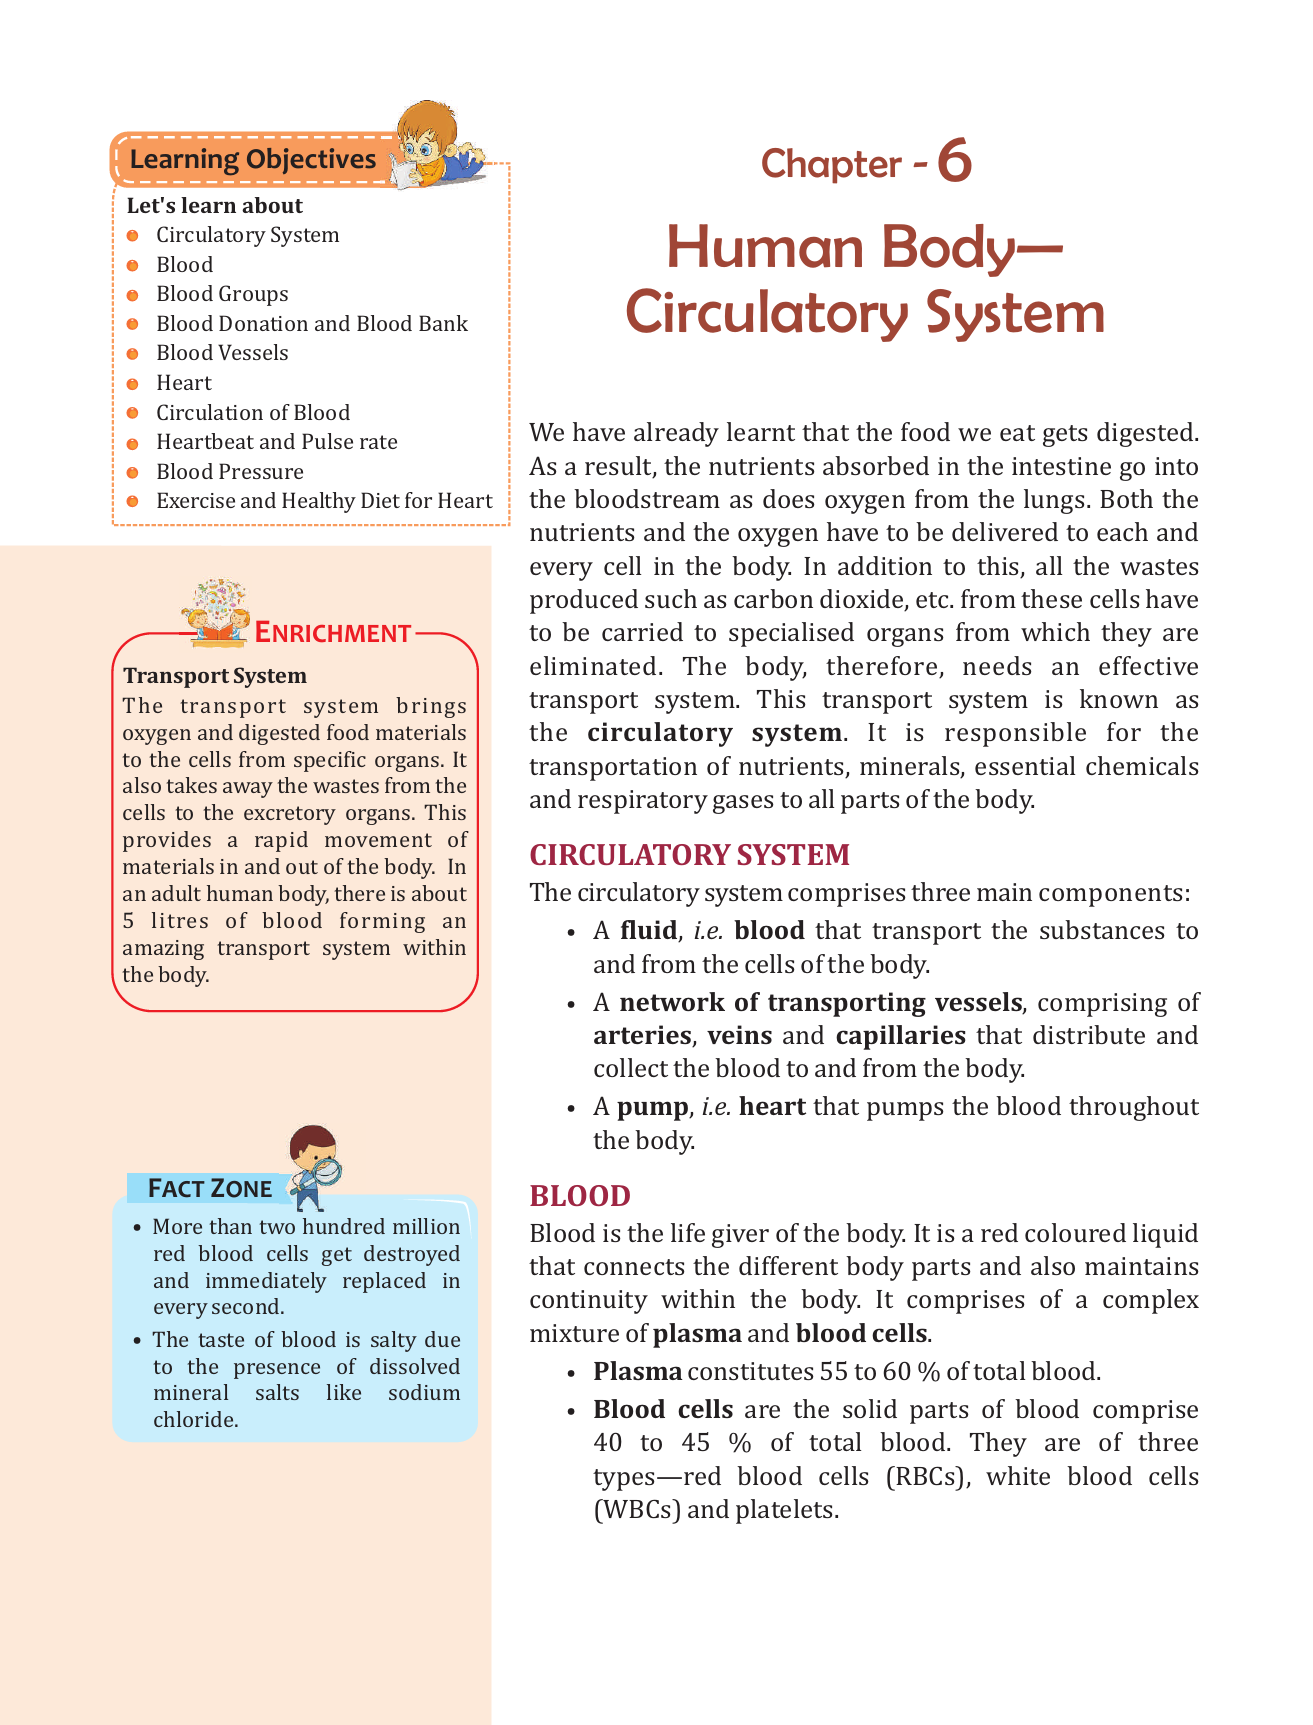 Learning Objectives
Let's learn about
Circulatory System
Blood
Blood Groups
Blood Donation and Blood Bank
Blood Vessels
Heart
Circulation of Blood
Heartbeat and Pulse rate
Blood Pressure
Exercise and Healthy Diet for Heart
ENRICHMENT
Transport System
The transport system brings
oxygen and digested food materials
to the cells from specific organs. It
also takes away the wastes from the
cells to the excretory organs. This
provides a rapid movement of
materials in and out of the body. In
an adult human body, there is about
5 litres of blood forming an
amazing transport system within
the body.
FACT ZONE
• More than two hundred million
red blood cells get destroyed
and immediately replaced in
every second.
• The taste of blood is salty due
to the presence of dissolved
mineral salts like sodium
chloride.
Chapter - 6
Human Body—
Circulatory System
We have already learnt that the food we eat gets digested.
As a result, the nutrients absorbed in the intestine go into
the bloodstream as does oxygen from the lungs. Both the
nutrients and the oxygen have to be delivered to each and
every cell in the body. In addition to this, all the wastes
produced such as carbon dioxide, etc. from these cells have
to be carried to specialised organs from which they are
eliminated. The body, therefore, needs an effective
transport system. This transport system is known as
the circulatory system. It is responsible for the
transportation of nutrients, minerals, essential chemicals
and respiratory gases to all parts of the body.
CIRCULATORY SYSTEM
The circulatory system comprises three main components:
• A fluid, i.e. blood that transport the substances to
and from the cells of the body.
• A network of transporting vessels, comprising of
arteries, veins and capillaries that distribute and
collect the blood to and from the body.
• A pump, i.e. heart that pumps the blood throughout
the body.
BLOOD
Blood is the life giver of the body. It is a red coloured liquid
that connects the different body parts and also maintains
continuity within the body. It comprises of a complex
mixture of plasma and blood cells.
• Plasma constitutes 55 to 60 % of total blood.
• Blood cells are the solid parts of blood comprise
40 to 45 % of total blood. They are of three
types—red blood cells (RBCs), white blood cells
(WBCs) and platelets.